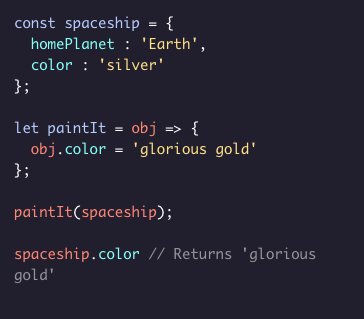 const spaceship = {
  homePlanet : 'Earth',
  color : 'silver'
};

let paintIt = obj => {
  obj.color = 'glorious gold'
};

paintIt(spaceship);

spaceship.color // Returns 'glorious
gold'